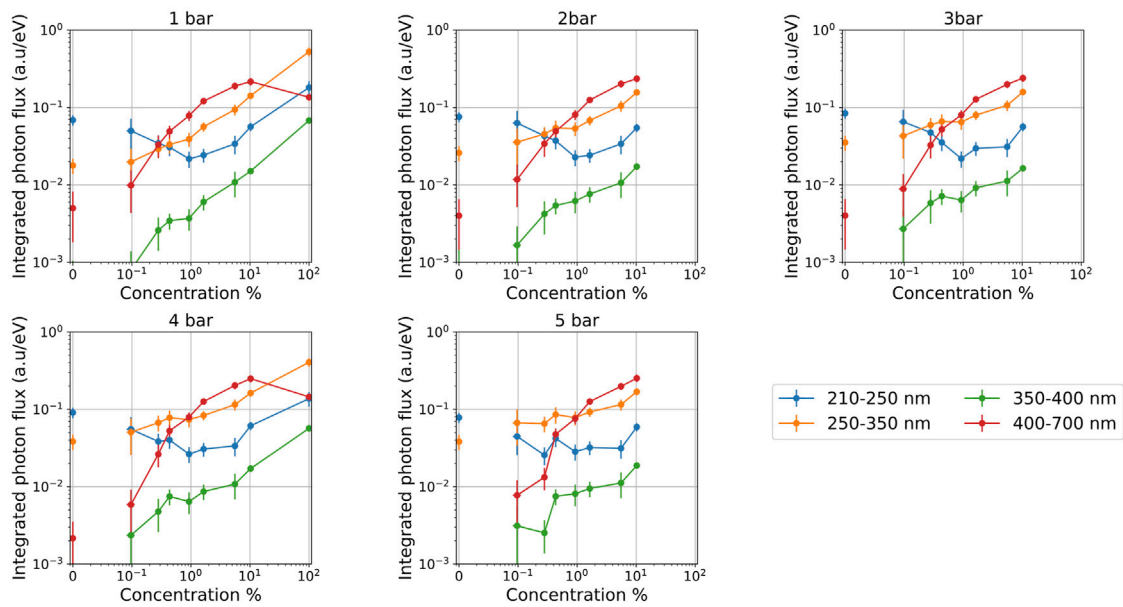 1 bar
Integrated photon flux (a.u/eV)
10⁰
10⁻¹
10⁻²
10⁻³
0
10⁻¹
10⁰
10¹
10²
Concentration %
2bar
Integrated photon flux (a.u/eV)
10⁰
10⁻¹
10⁻²
10⁻³
0
10⁻¹
10⁰
10¹
10²
Concentration %
3bar
Integrated photon flux (a.u/eV)
10⁰
10⁻¹
10⁻²
10⁻³
0
10⁻¹
10⁰
10¹
10²
Concentration %
4 bar
Integrated photon flux (a.u/eV)
10⁰
10⁻¹
10⁻²
10⁻³
0
10⁻¹
10⁰
10¹
10²
Concentration %
5 bar
Integrated photon flux (a.u/eV)
10⁰
10⁻¹
10⁻²
10⁻³
0
10⁻¹
10⁰
10¹
10²
Concentration %
210-250 nm
250-350 nm
350-400 nm
400-700 nm